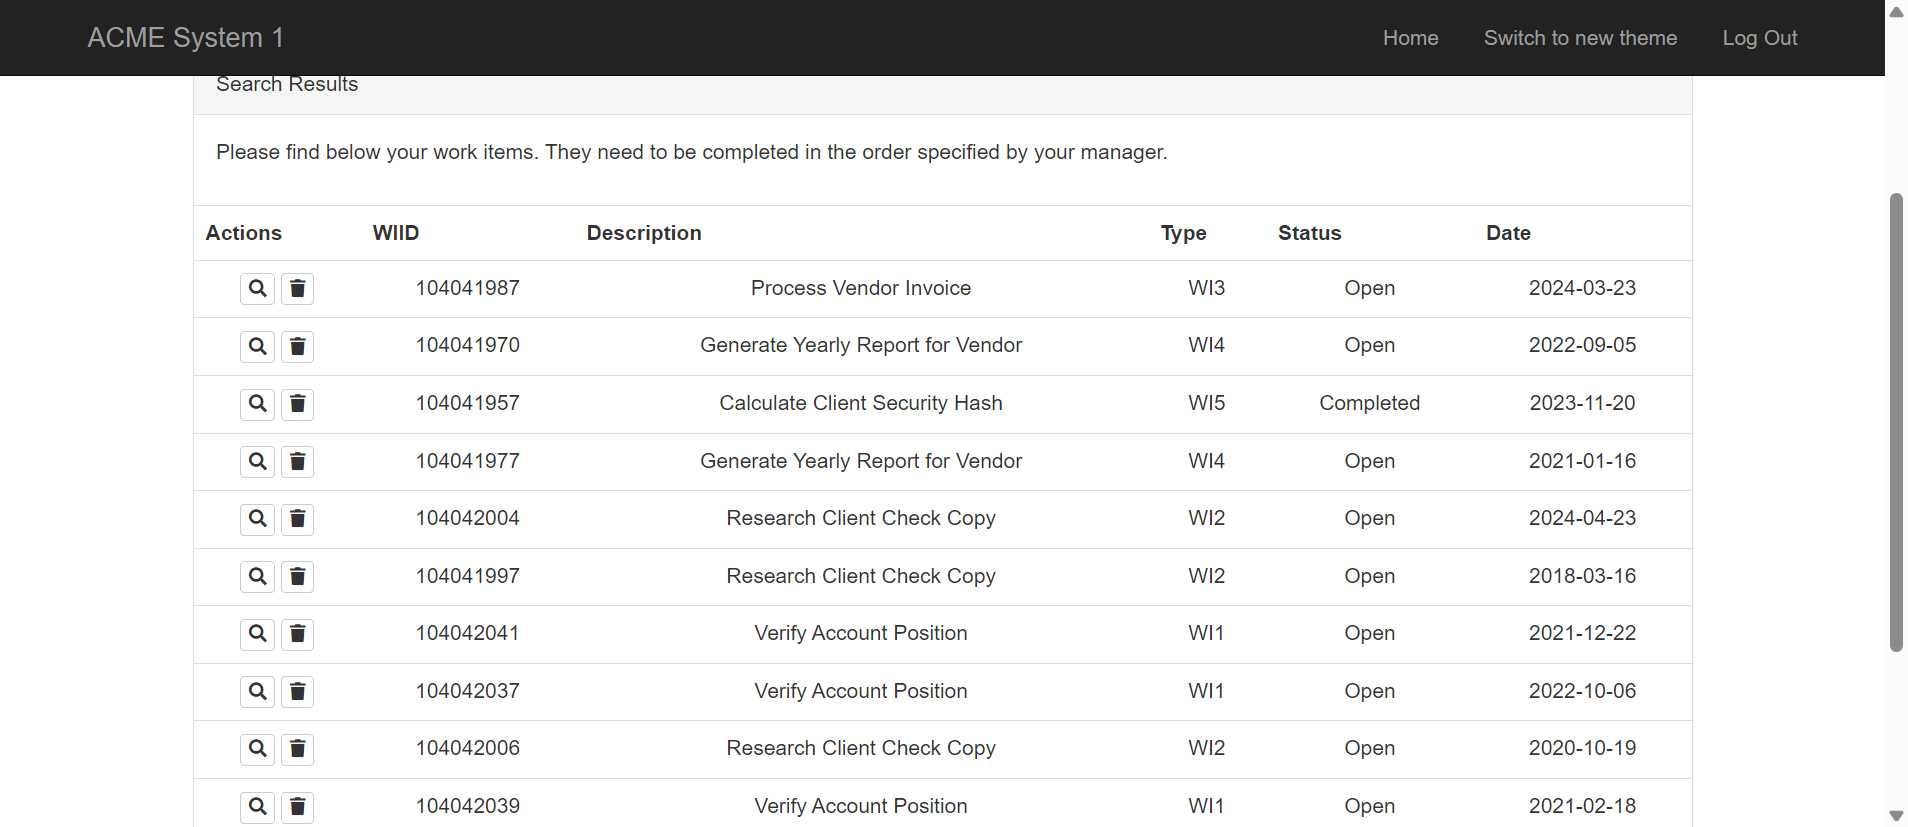 ACME System 1 Home Switch to new theme Log Out
Search Results
Please find below your work items. They need to be completed in the order specified by your manager.
Actions WIID Description Type Status Date
104041987 Process Vendor Invoice WI3 Open 2024-03-23
104041970 Generate Yearly Report for Vendor WI4 Open 2022-09-05
104041957 Calculate Client Security Hash WI5 Completed 2023-11-20
104041977 Generate Yearly Report for Vendor WI4 Open 2021-01-16
104042004 Research Client Check Copy WI2 Open 2024-04-23
104041997 Research Client Check Copy WI2 Open 2018-03-16
104042041 Verify Account Position WI1 Open 2021-12-22
104042037 Verify Account Position WI1 Open 2022-10-06
104042006 Research Client Check Copy WI2 Open 2020-10-19
104042039 Verify Account Position WI1 Open 2021-02-18